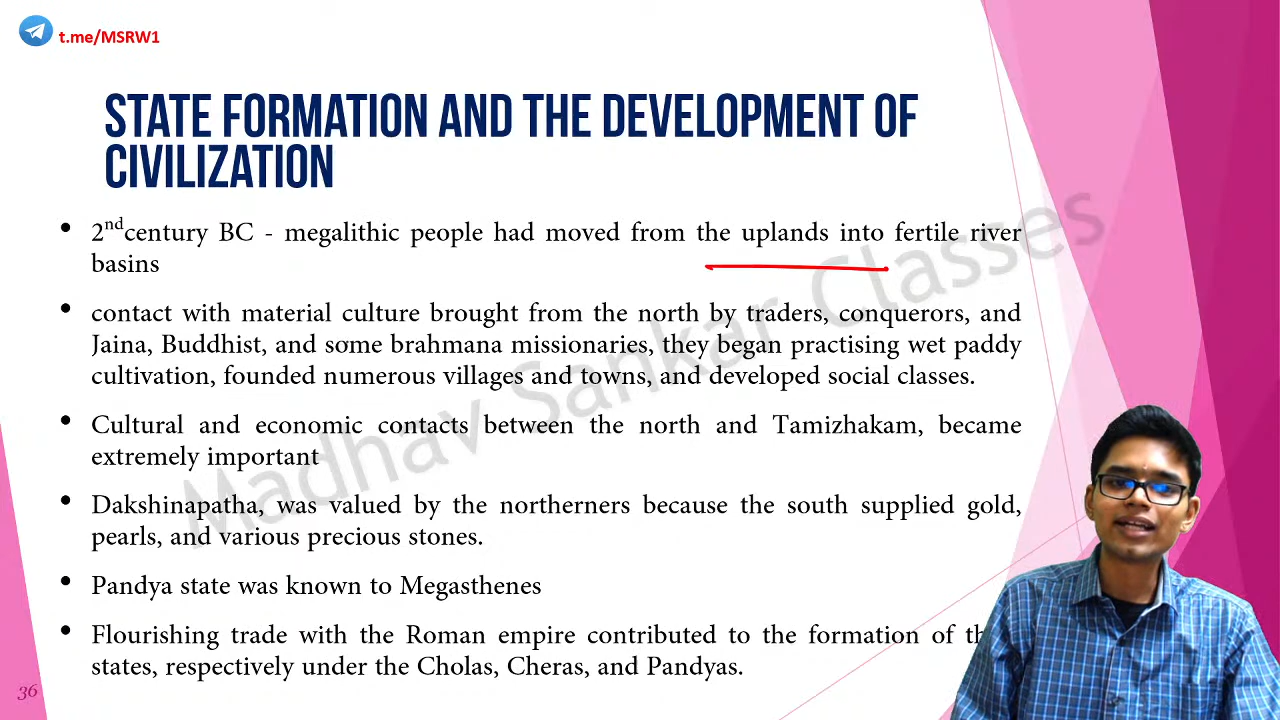 t.me/MSRW1
STATE FORMATION AND THE DEVELOPMENT OF
CIVILIZATION
• 2nd century BC - megalithic people had moved from the uplands into fertile river
basins
• contact with material culture brought from the north by traders, conquerors, and
Jaina, Buddhist, and some brahmana missionaries, they began practising wet paddy
cultivation, founded numerous villages and towns, and developed social classes.
• Cultural and economic contacts between the north and Tamizhakam, became
extremely important
• Dakshinapatha, was valued by the northerners because the south supplied gold,
pearls, and various precious stones.
• Pandya state was known to Megasthenes
• Flourishing trade with the Roman empire contributed to the formation of
states, respectively under the Cholas, Cheras, and Pandyas.
Madhav Sankar Classes
36